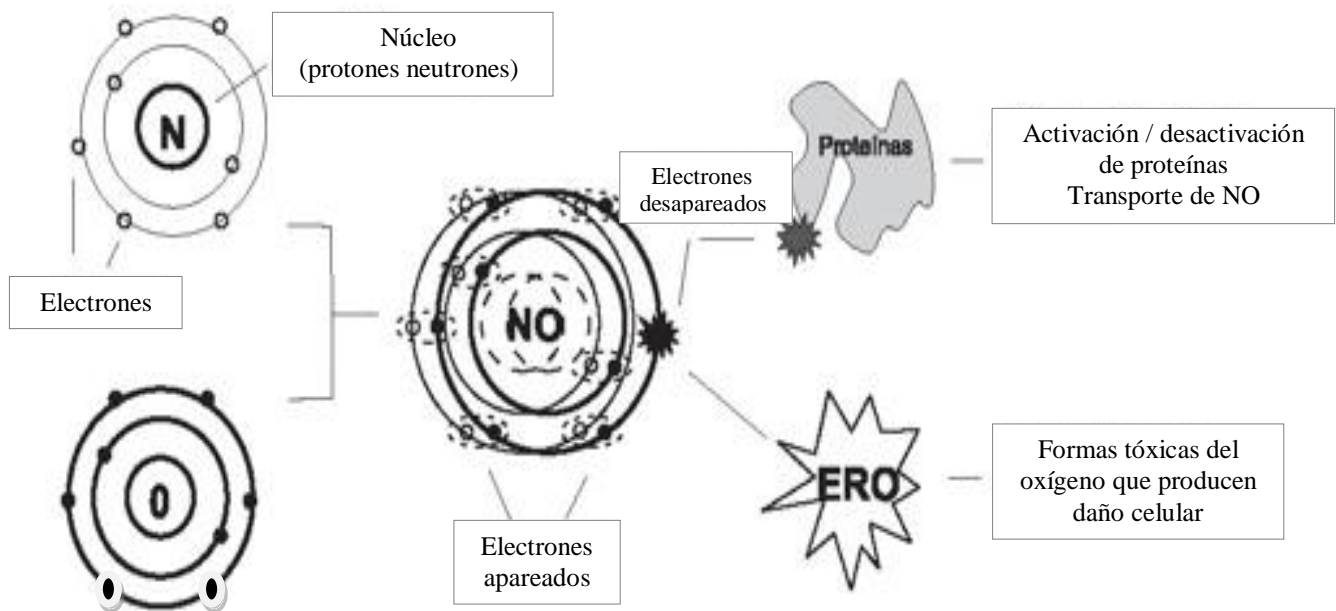 Núcleo
(protones neutrones)
N
Electrones
Proteínas
Activación / desactivación
de proteínas
Transporte de NO
Electrones
desapareados
NO
0
Electrones
apareados
ERO
Formas tóxicas del
oxígeno que producen
daño celular